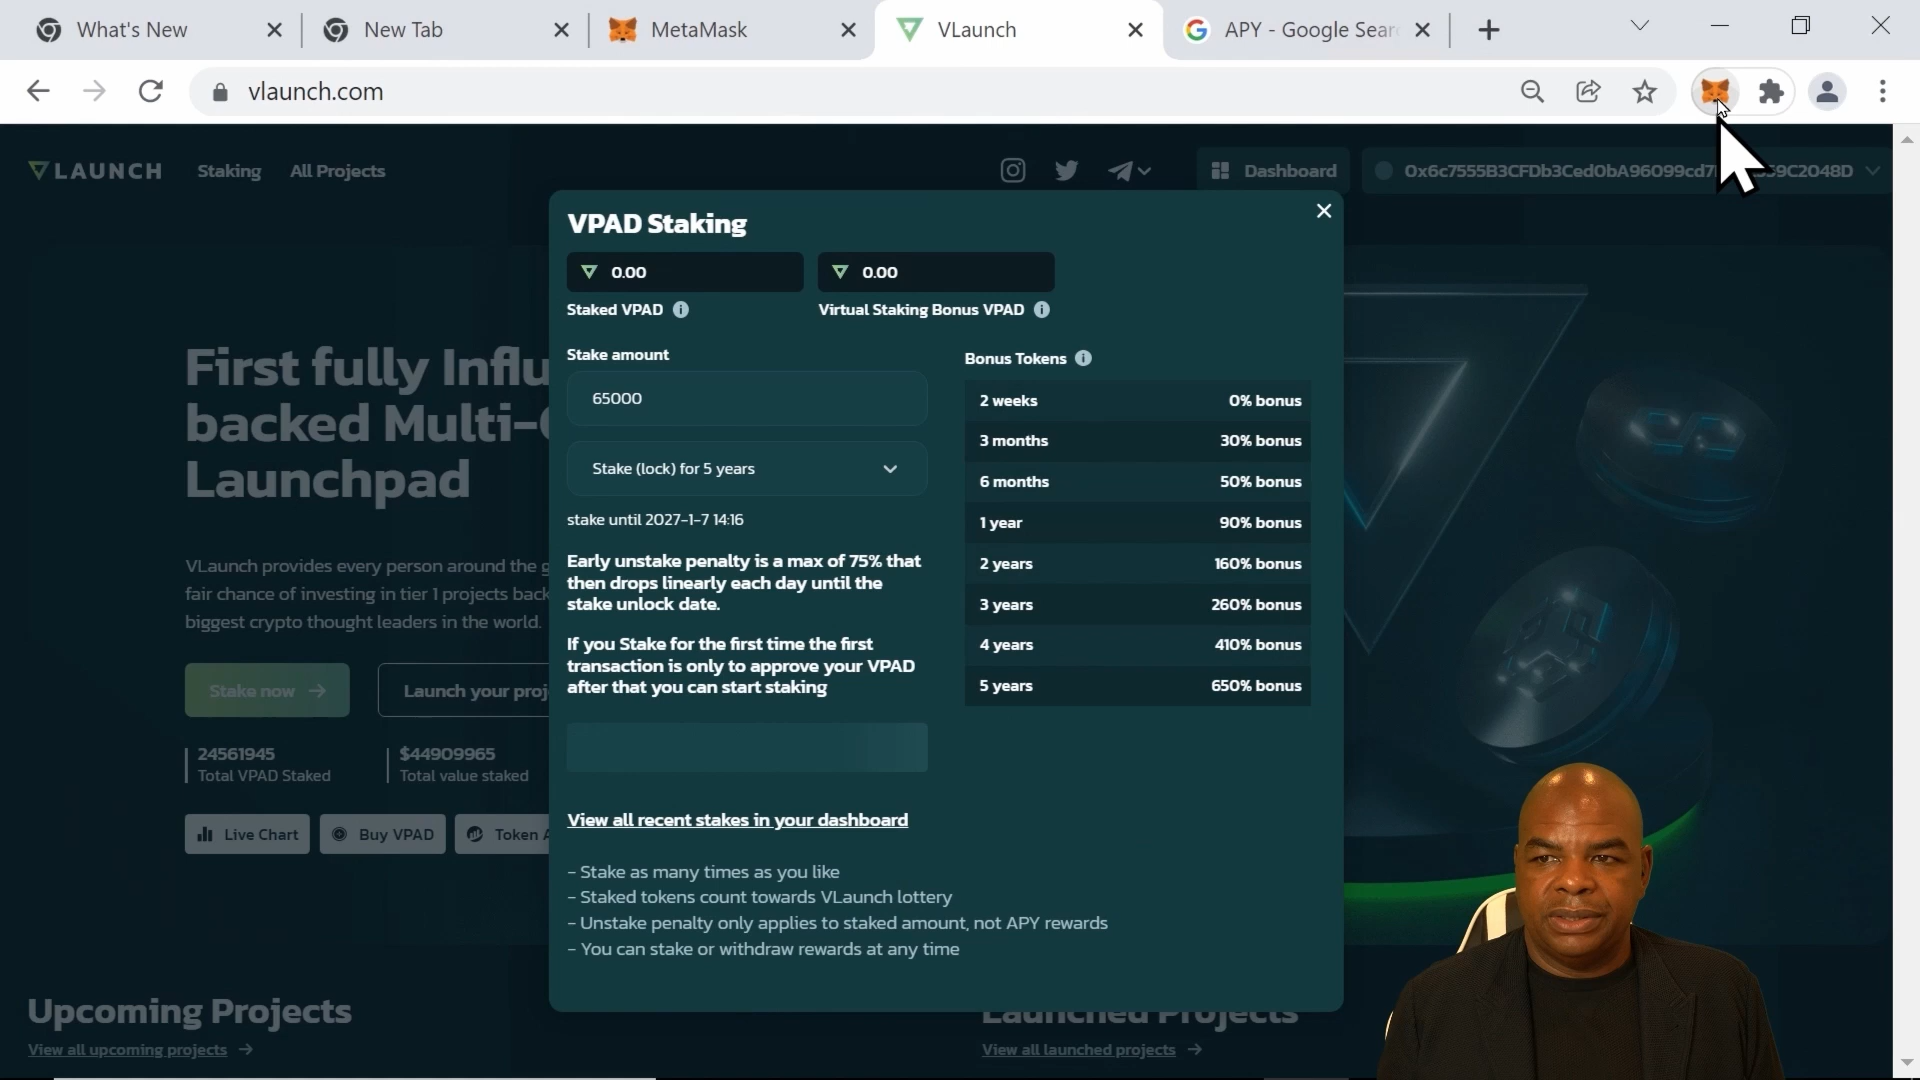 What's New
New Tab
MetaMask
VLaunch
APY - Google Sear
vlaunch.com
VLAUNCH
Staking
All Projects
Dashboard
0x6c7555B3CFDb3Ced0bA96099cd7
59C2048D
First fully Influ
backed Multi-
Launchpad
VLaunch provides every person around the g
fair chance of investing in tier 1 projects back
biggest crypto thought leaders in the world.
Stake now
Launch your proj
24561945
Total VPAD Staked
$44909965
Total value staked
Live Chart
Buy VPAD
Token A
VPAD Staking
0.00
0.00
Staked VPAD
Virtual Staking Bonus VPAD
Stake amount
65000
Stake (lock) for 5 years
stake until 2027-1-7 14:16
Early unstake penalty is a max of 75% that
then drops linearly each day until the
stake unlock date.
If you Stake for the first time the first
transaction is only to approve your VPAD
after that you can start staking
Bonus Tokens
2 weeks 0% bonus
3 months 30% bonus
6 months 50% bonus
1 year 90% bonus
2 years 160% bonus
3 years 260% bonus
4 years 410% bonus
5 years 650% bonus
View all recent stakes in your dashboard
- Stake as many times as you like
- Staked tokens count towards VLaunch lottery
- Unstake penalty only applies to staked amount, not APY rewards
- You can stake or withdraw rewards at any time
Upcoming Projects
View all upcoming projects
Launched Projects
View all launched projects